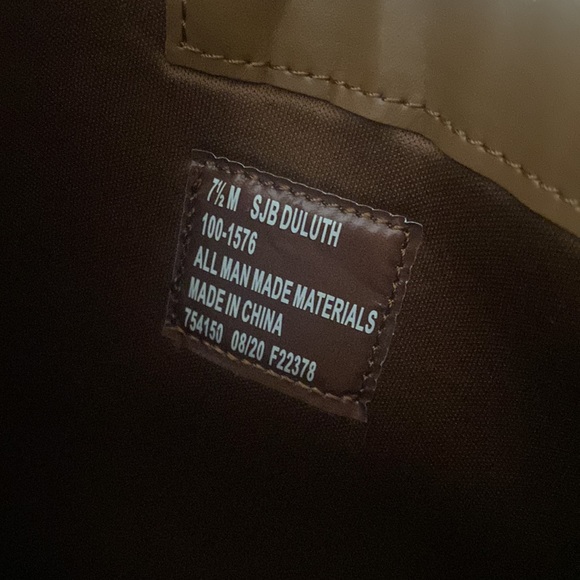 7½ M SJB DULUTH
100-1576
ALL MAN MADE MATERIALS
MADE IN CHINA
754150 08/20 F22378